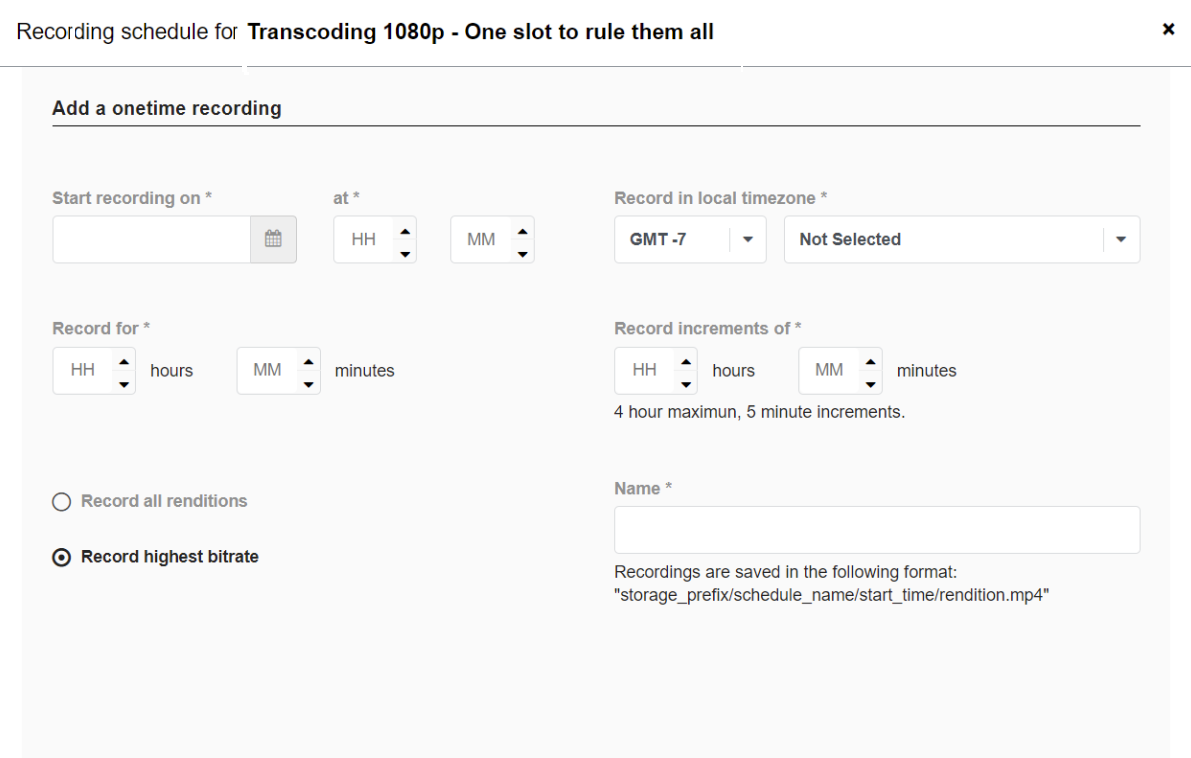 Recording schedule for Transcoding 1080p - One slot to rule them all ×
Add a onetime recording
Start recording on * at * Record in local timezone *
HH MM GMT -7 Not Selected
Record for * Record increments of *
HH hours MM minutes HH hours MM minutes
4 hour maximun, 5 minute increments.
Record all renditions
Name *
Record highest bitrate
Recordings are saved in the following format:
"storage_prefix/schedule_name/start_time/rendition.mp4"